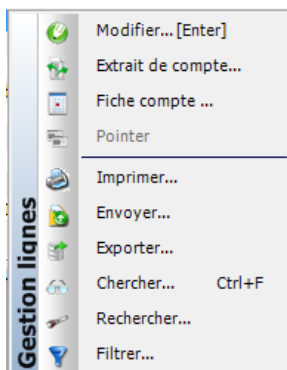 Modifier... [Enter]
Extrait de compte...
Fiche compte ...
Pointer
Imprimer...
Envoyer...
Exporter...
Chercher... Ctrl+F
Rechercher...
Filtrer...
Gestion lignes